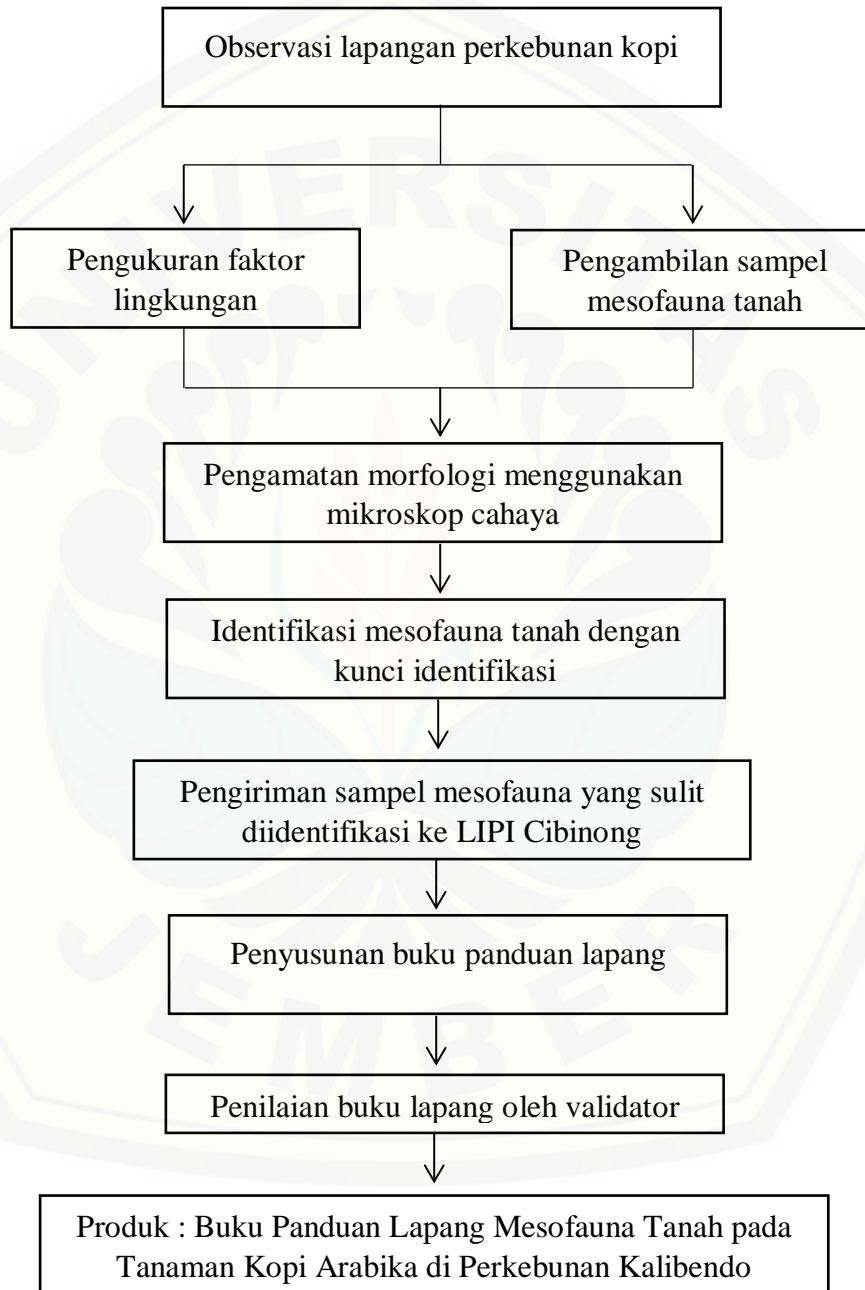 Observasi lapangan perkebunan kopi
Pengukuran faktor
lingkungan
Pengambilan sampel
mesofauna tanah
Pengamatan morfologi menggunakan
mikroskop cahaya
Identifikasi mesofauna tanah dengan
kunci identifikasi
Pengiriman sampel mesofauna yang sulit
diidentifikasi ke LIPI Cibinong
Penyusunan buku panduan lapang
Penilaian buku lapang oleh validator
Produk : Buku Panduan Lapang Mesofauna Tanah pada
Tanaman Kopi Arabika di Perkebunan Kalibendo
UNIVERSITAS
JEMBER